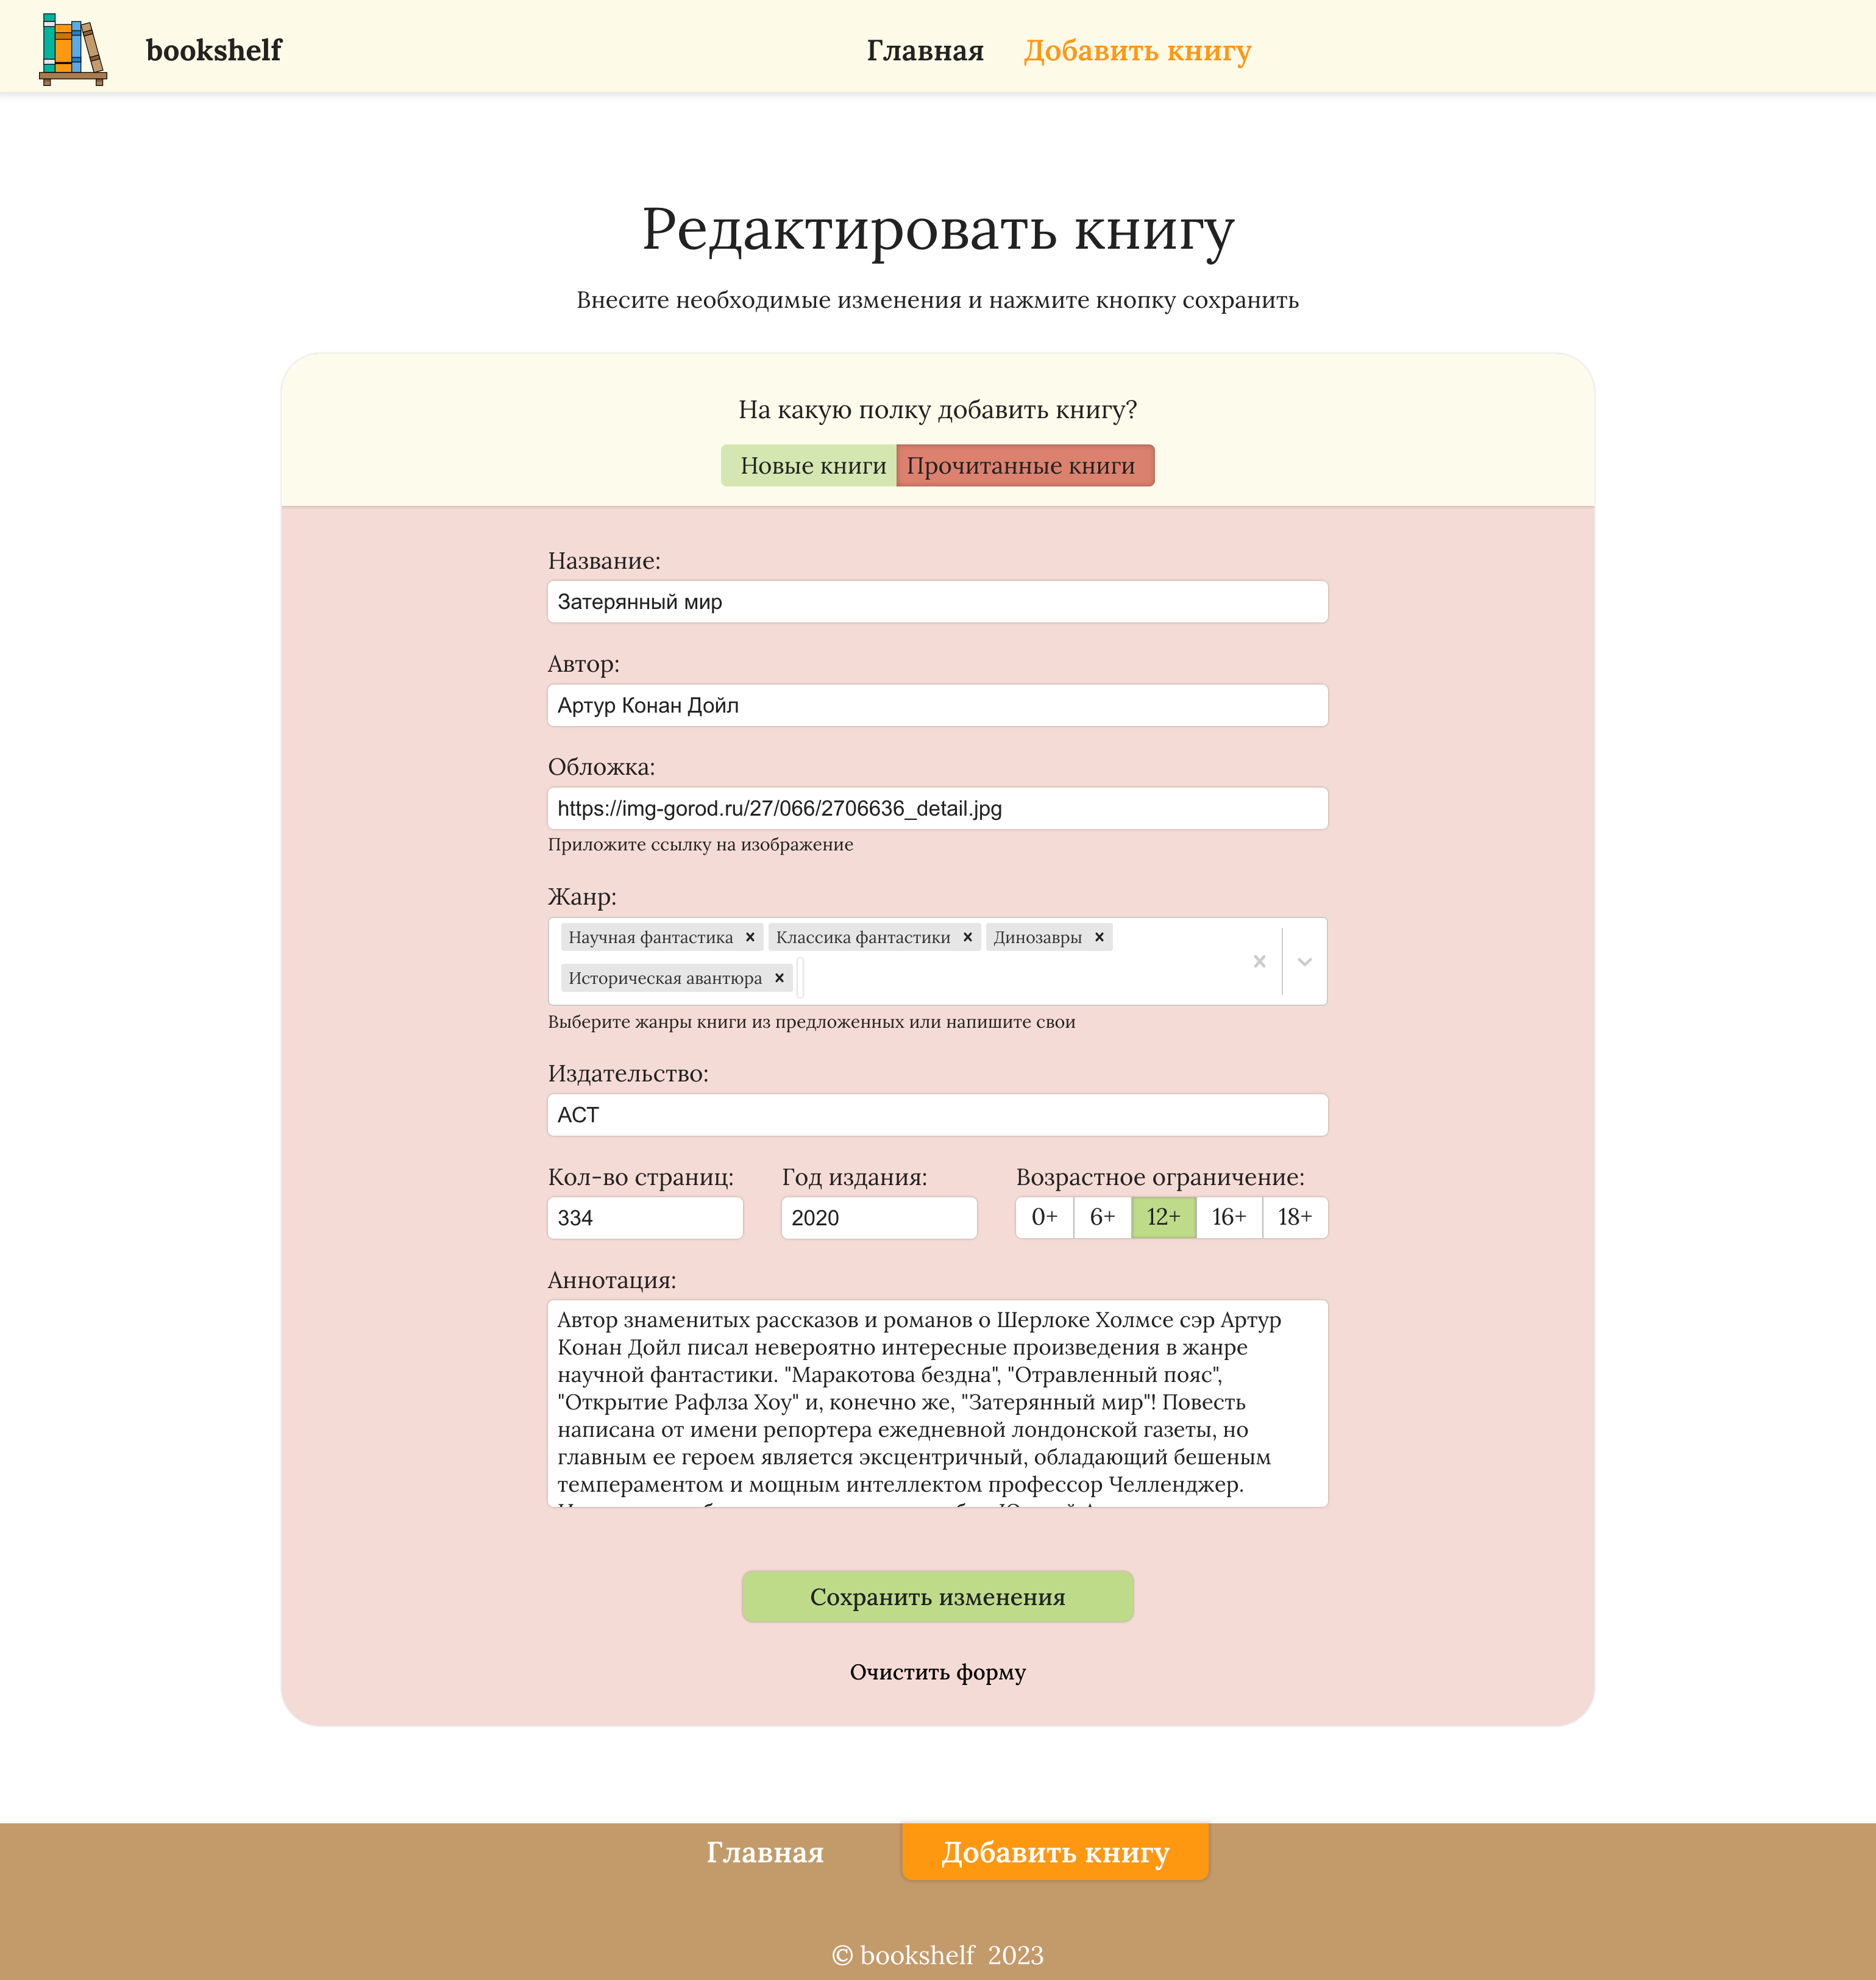 bookshelf
Главная
Добавить книгу
Редактировать книгу
Внесите необходимые изменения и нажмите кнопку сохранить
На какую полку добавить книгу?
Новые книги
Прочитанные книги
Название:
Затерянный мир
Автор:
Артур Конан Дойл
Обложка:
https://img-gorod.ru/27/066/2706636_detail.jpg
Приложите ссылку на изображение
Жанр:
Научная фантастика
Классика фантастики
Динозавры
Историческая авантюра
Выберите жанры книги из предложенных или напишите свои
Издательство:
АСТ
Кол-во страниц:
Год издания:
Возрастное ограничение:
334
2020
0+
6+
12+
16+
18+
Аннотация:
Автор знаменитых рассказов и романов о Шерлоке Холмсе сэр Артур
Конан Дойл писал невероятно интересные произведения в жанре
научной фантастики. "Маракотова бездна", "Отравленный пояс",
"Открытие Рафлза Хоу" и, конечно же, "Затерянный мир"! Повесть
написана от имени репортера ежедневной лондонской газеты, но
главным ее героем является эксцентричный, обладающий бешеным
темпераментом и мощным интеллектом профессор Челленджер.
Сохранить изменения
Очистить форму
Главная
Добавить книгу
© bookshelf 2023